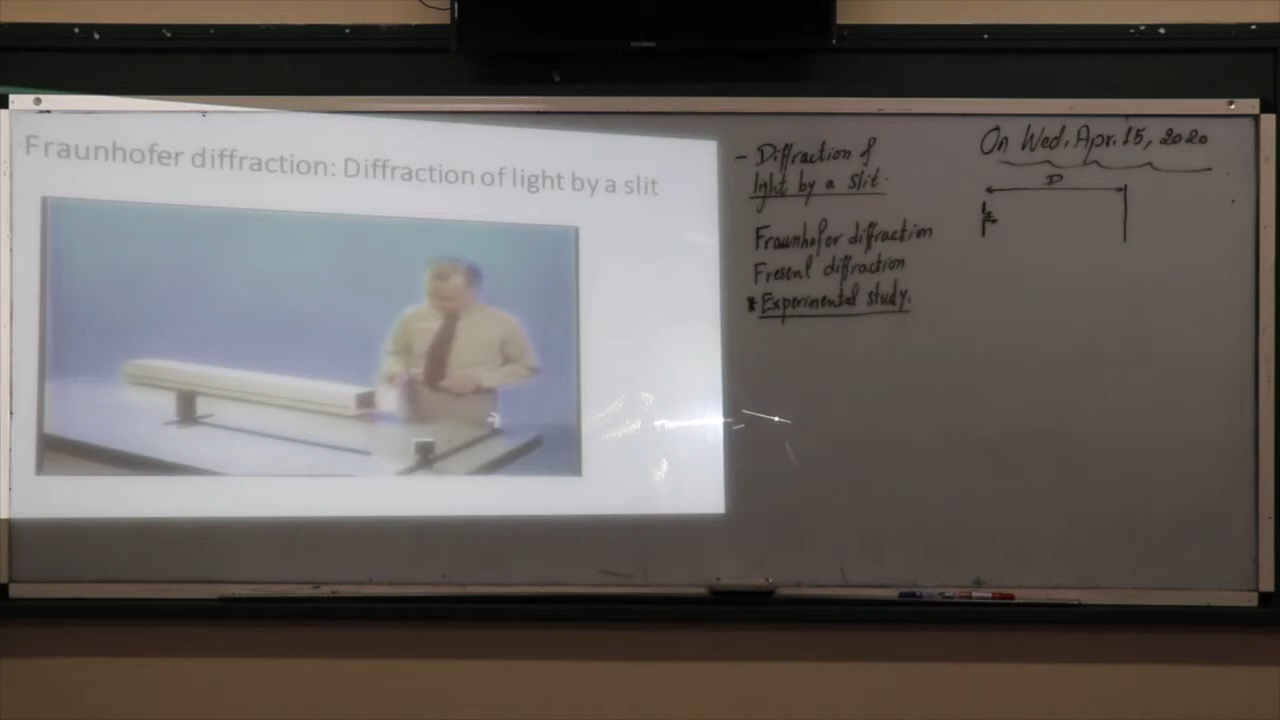 Fraunhofer diffraction: Diffraction of light by a slit
- Diffraction of
light by a slit.
Fraunhofer diffraction
Fresenl diffraction
* Experimental study.
On Wed. Apr. 15, 2020
D